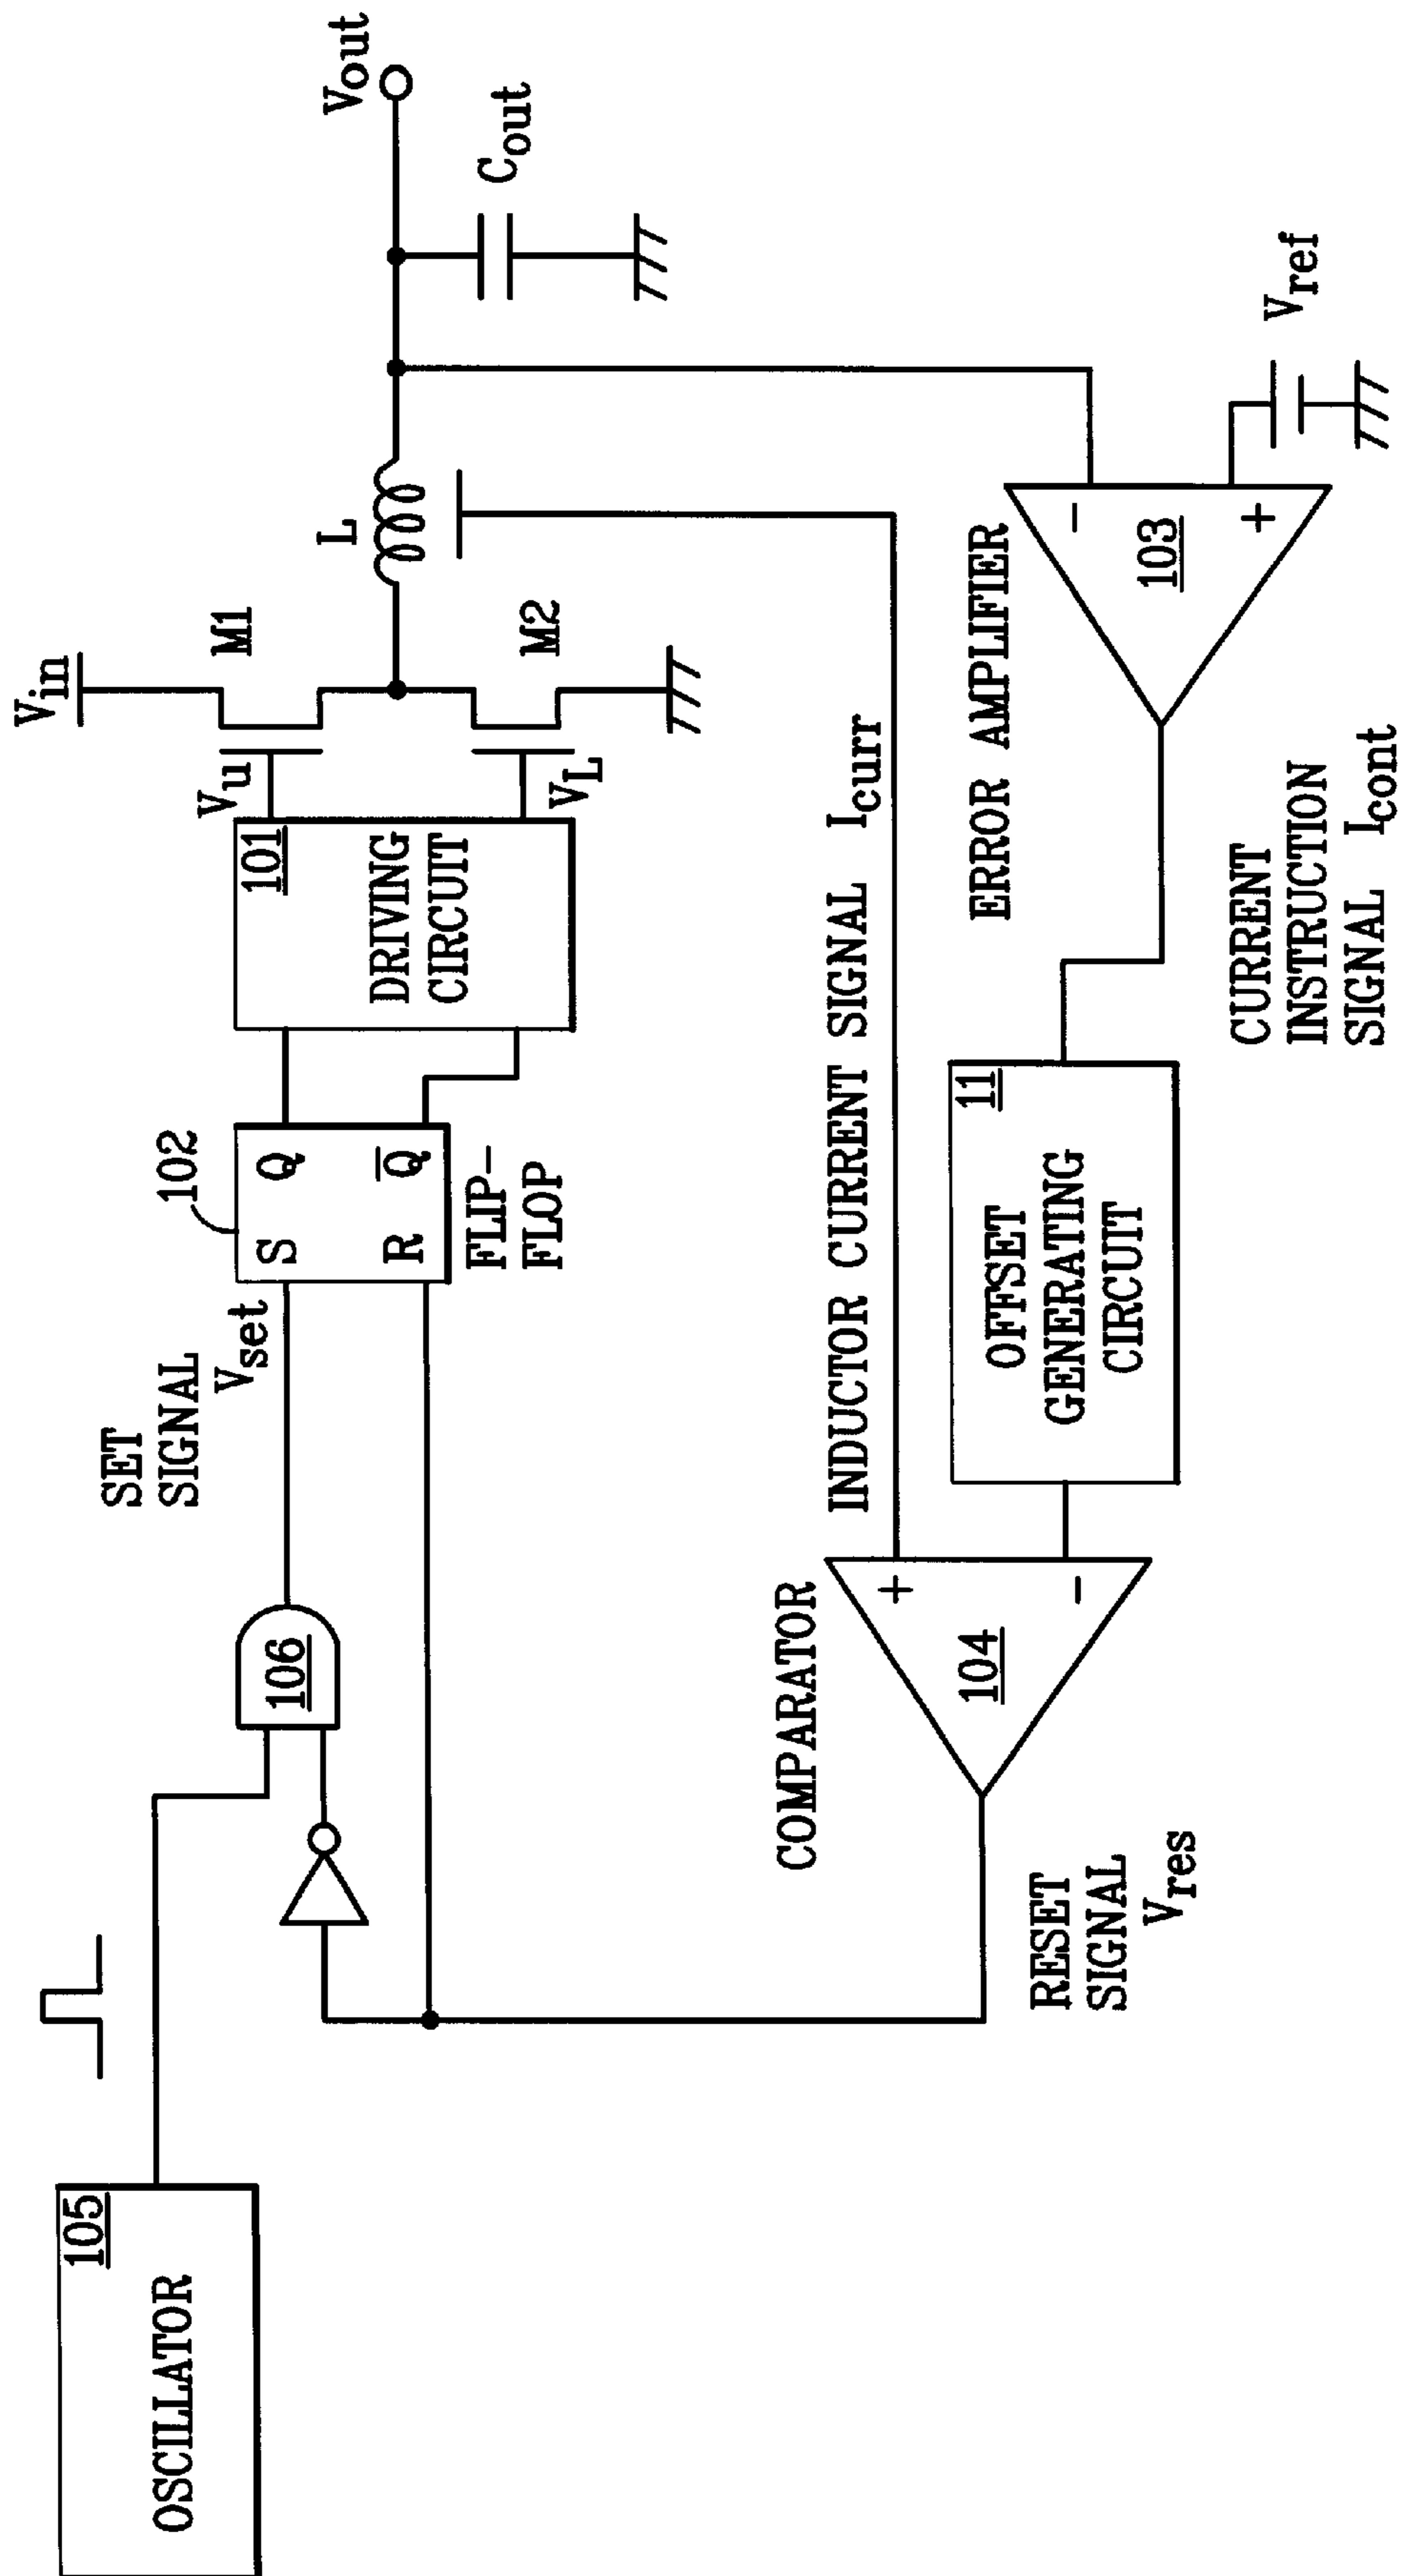 OSCILLATOR
105
106
SET
SIGNAL
Vset
102
S
Q
R
Q̅
FLIP-
FLOP
101
DRIVING
CIRCUIT
Vu
VL
Vin
M1
M2
L
Vout
Cout
INDUCTOR CURRENT SIGNAL Icurr
COMPARATOR
+
-
104
RESET
SIGNAL
Vres
11
OFFSET
GENERATING
CIRCUIT
ERROR AMPLIFIER
-
103
+
Vref
CURRENT
INSTRUCTION
SIGNAL Icont